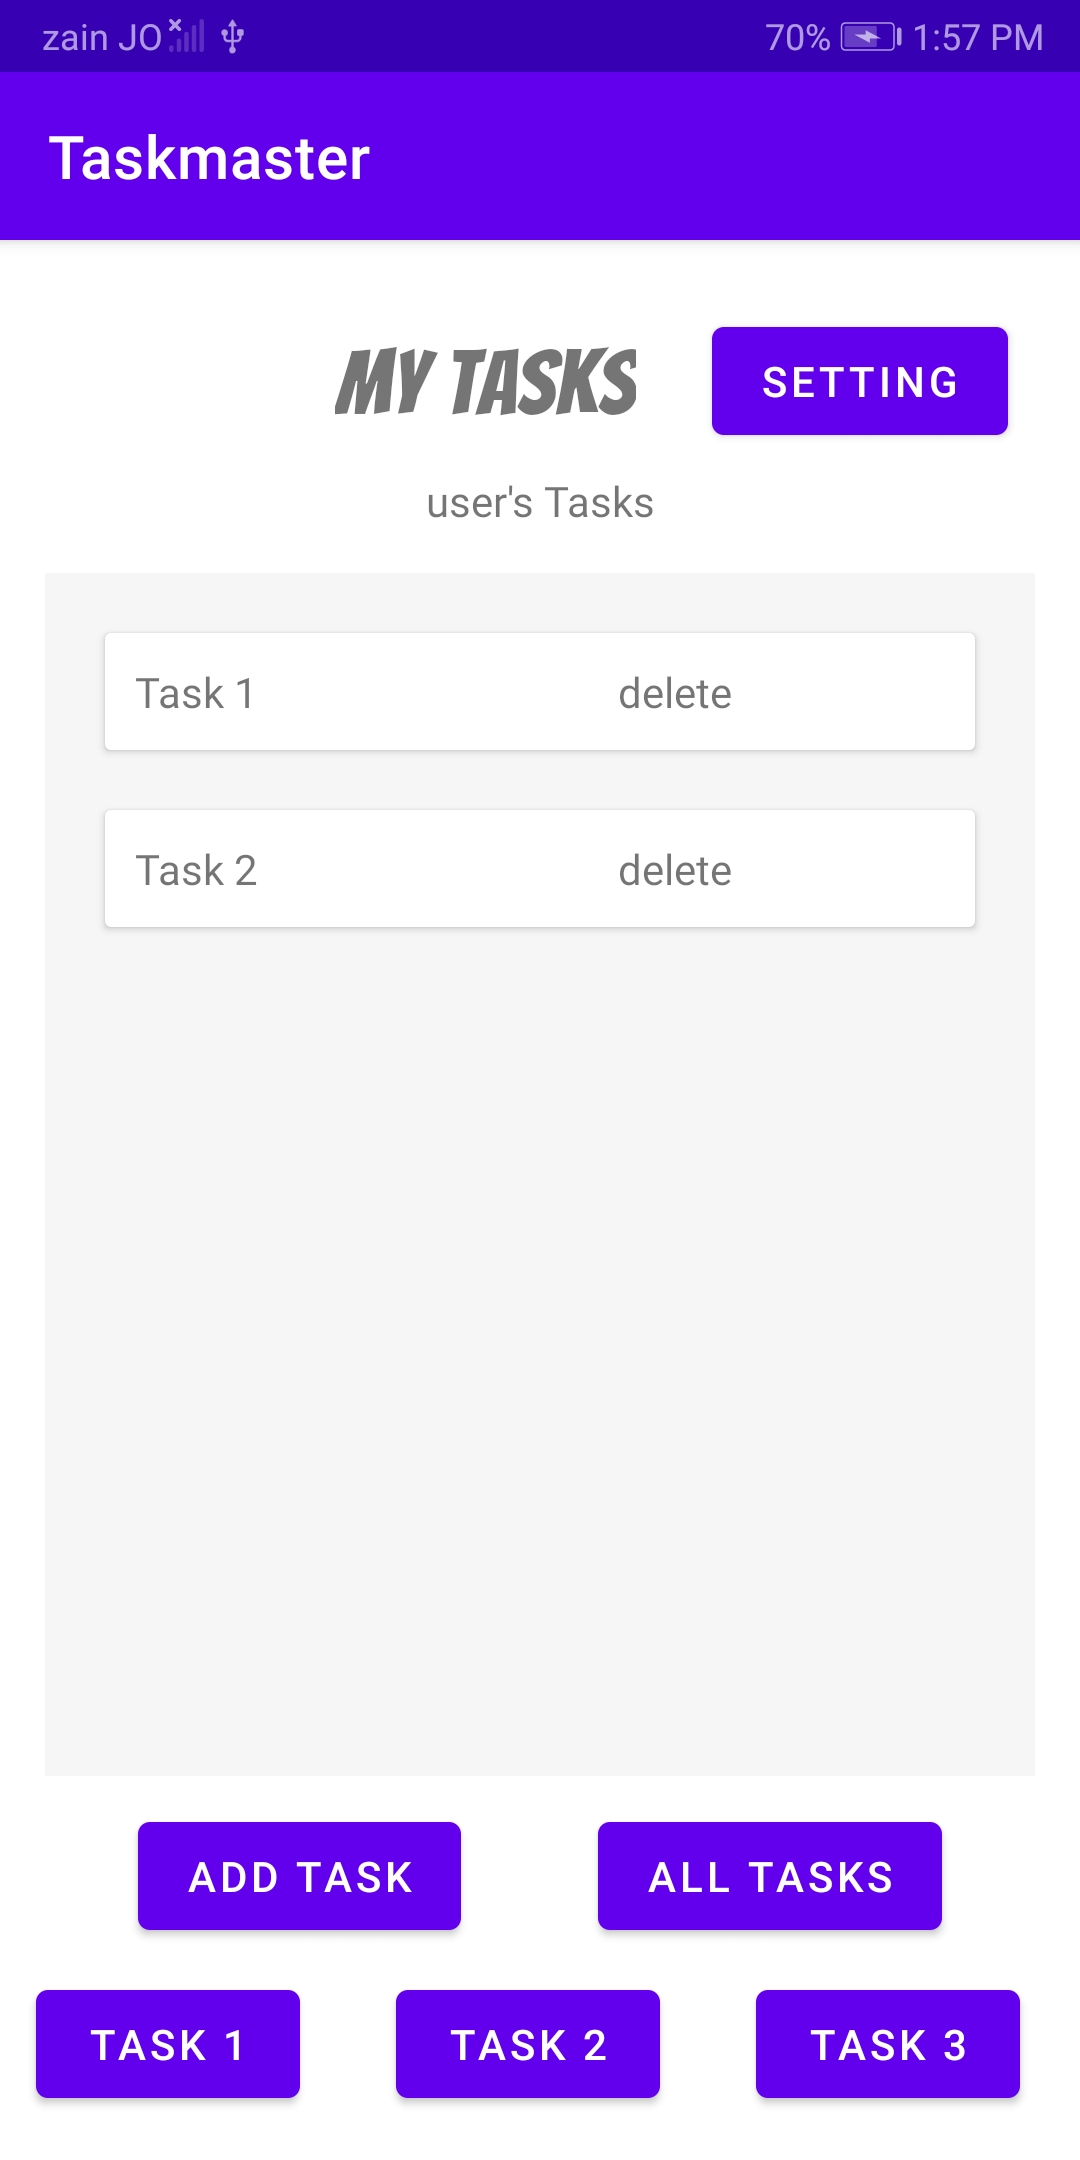 zain JO 70% 1:57 PM
Taskmaster
MY TASKS SETTING
user's Tasks
Task 1 delete
Task 2 delete
ADD TASK ALL TASKS
TASK 1 TASK 2 TASK 3